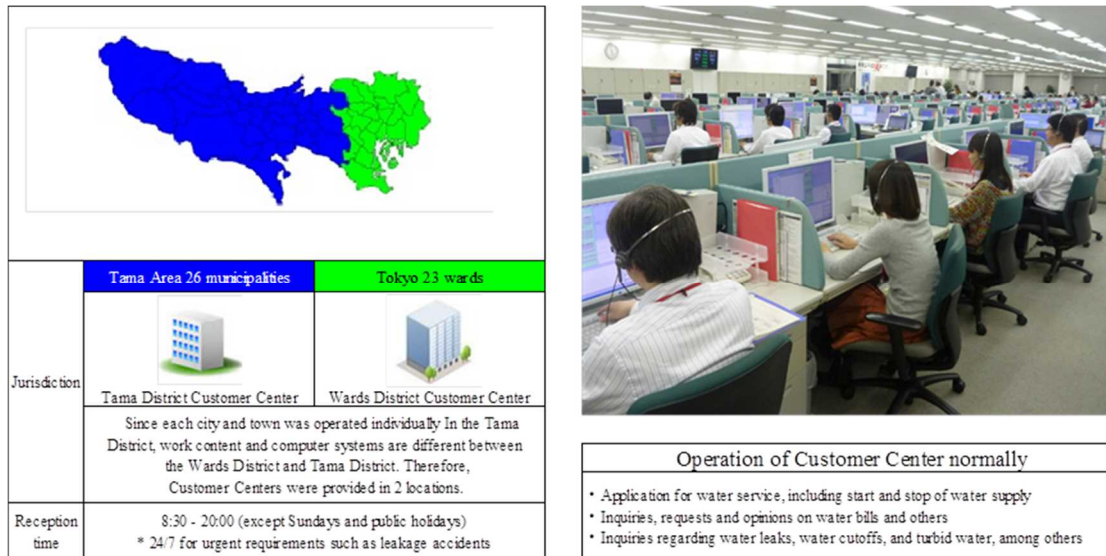 Tama Area 26 municipalities
Tokyo 23 wards
Jurisdiction
Tama District Customer Center
Wards District Customer Center
Since each city and town was operated individually In the Tama
District, work content and computer systems are different between
the Wards District and Tama District. Therefore,
Customer Centers were provided in 2 locations.
Reception
time
8:30 - 20:00 (except Sundays and public holidays)
* 24/7 for urgent requirements such as leakage accidents
Operation of Customer Center normally
• Application for water service, including start and stop of water supply
• Inquiries, requests and opinions on water bills and others
• Inquiries regarding water leaks, water cutoffs, and turbid water, among others